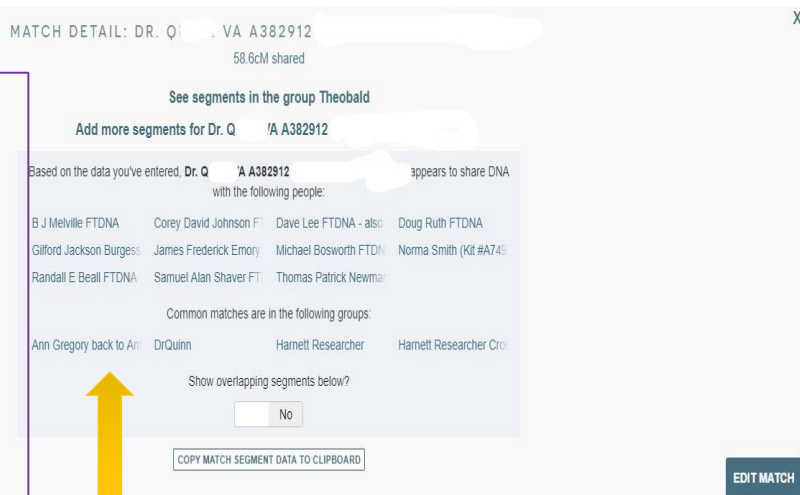 X
MATCH DETAIL: DR. Q VA A382912
58.6cM shared
See segments in the group Theobald
Add more segments for Dr. Q /A A382912
Based on the data you've entered, Dr. Q 'A A382912 appears to share DNA
with the following people:
B J Melville FTDNA Corey David Johnson F Dave Lee FTDNA - also Doug Ruth FTDNA
Gilford Jackson Burgess James Frederick Emory Michael Bosworth FTDN Norma Smith (Kit #A749
Randall E Beall FTDNA Samuel Alan Shaver FT Thomas Patrick Newma
Common matches are in the following groups:
Ann Gregory back to An DrQuinn Harnett Researcher Harnett Researcher Cro
Show overlapping segments below?
No
COPY MATCH SEGMENT DATA TO CLIPBOARD
EDIT MATCH